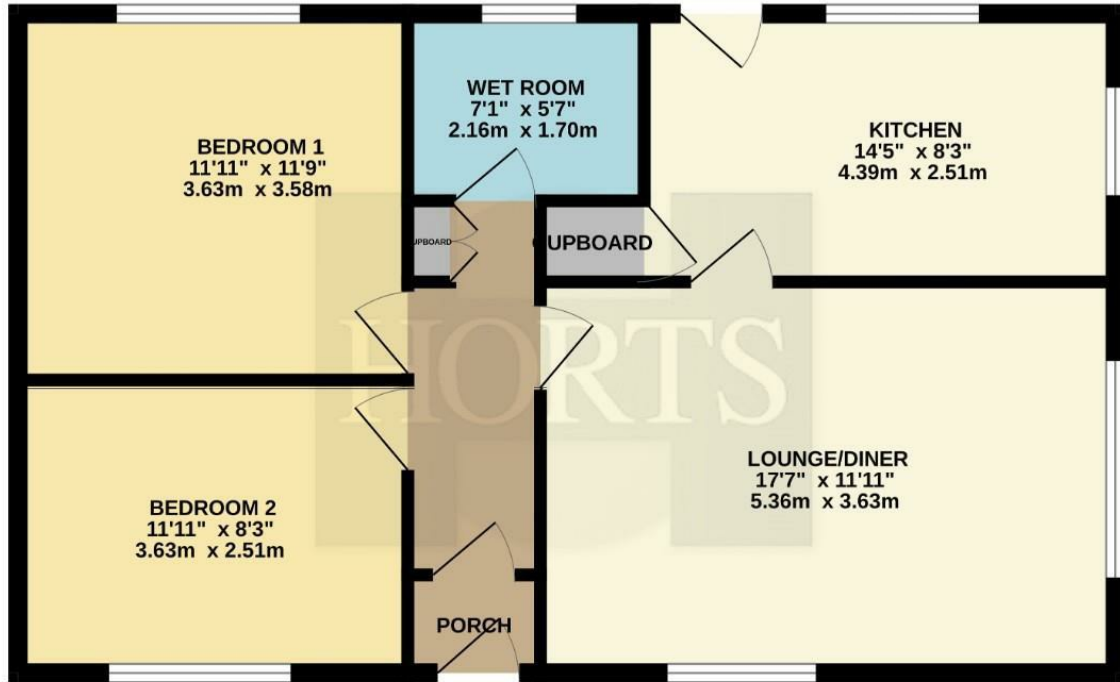 BEDROOM 1
11'11" x 11'9"
3.63m x 3.58m
WET ROOM
7'1" x 5'7"
2.16m x 1.70m
KITCHEN
14'5" x 8'3"
4.39m x 2.51m
UPBOARD
CUPBOARD
HORTS
LOUNGE/DINER
17'7" x 11'11"
5.36m x 3.63m
BEDROOM 2
11'11" x 8'3"
3.63m x 2.51m
PORCH